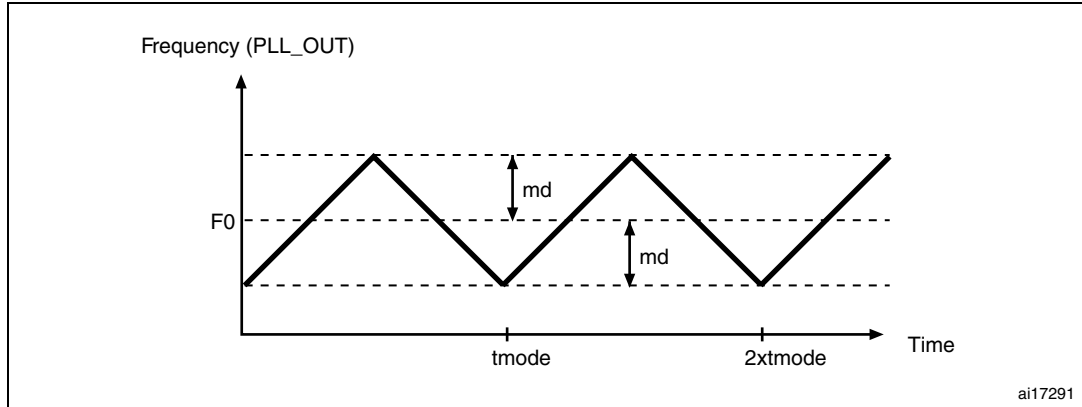 Frequency (PLL_OUT)
md
F0
md
tmode
2xtmode
Time
ai17291